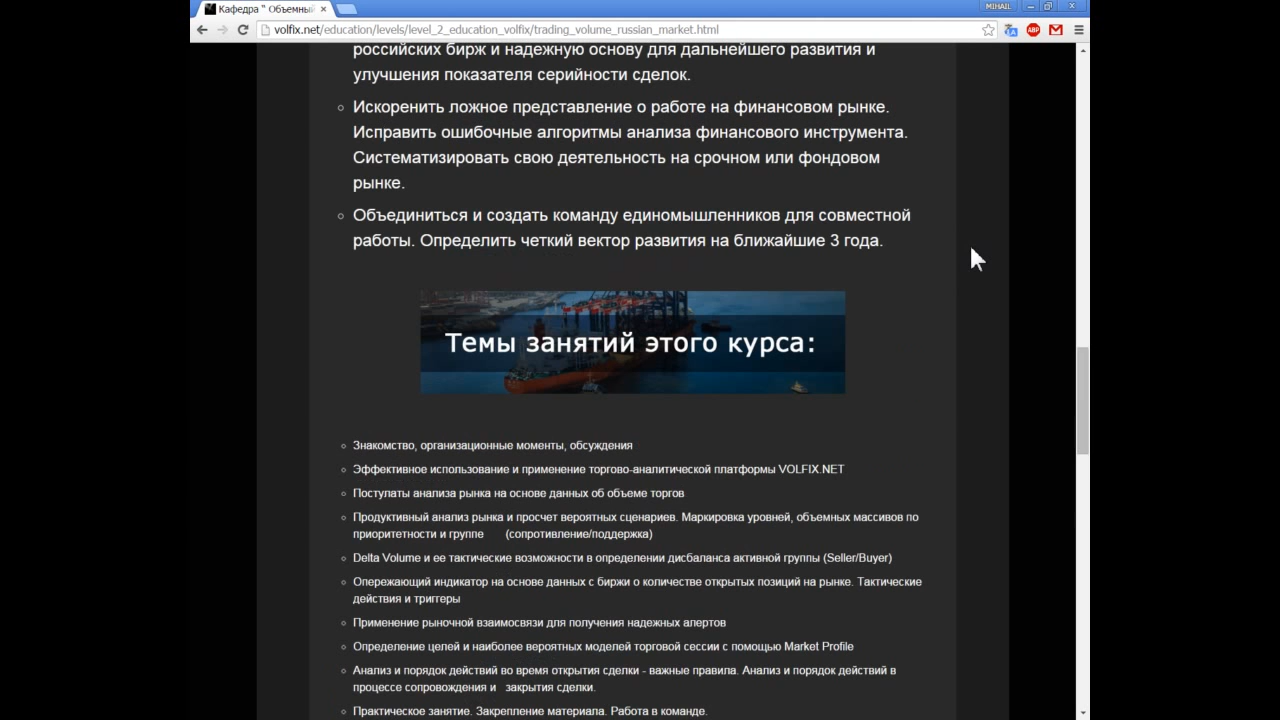 Кафедра " Объемный
MIHAIL
volfix.net/education/levels/level_2_education_volfix/trading_volume_russian_market.html
ABP
российских бирж и надежную основу для дальнейшего развития и
улучшения показателя серийности сделок.
Искоренить ложное представление о работе на финансовом рынке.
Исправить ошибочные алгоритмы анализа финансового инструмента.
Систематизировать свою деятельность на срочном или фондовом
рынке.
Объединиться и создать команду единомышленников для совместной
работы. Определить четкий вектор развития на ближайшие 3 года.
Темы занятий этого курса:
Знакомство, организационные моменты, обсуждения
Эффективное использование и применение торгово-аналитической платформы VOLFIX.NET
Постулаты анализа рынка на основе данных об объеме торгов
Продуктивный анализ рынка и просчет вероятных сценариев. Маркировка уровней, объемных массивов по
приоритетности и группе (сопротивление/поддержка)
Delta Volume и ее тактические возможности в определении дисбаланса активной группы (Seller/Buyer)
Опережающий индикатор на основе данных с биржи о количестве открытых позиций на рынке. Тактические
действия и триггеры
Применение рыночной взаимосвязи для получения надежных алертов
Определение целей и наиболее вероятных моделей торговой сессии с помощью Market Profile
Анализ и порядок действий во время открытия сделки - важные правила. Анализ и порядок действий в
процессе сопровождения и закрытия сделки.
Практическое занятие. Закрепление материала. Работа в команде.